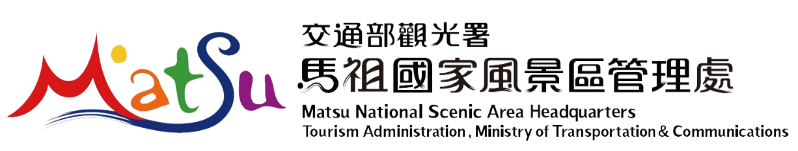 Matsu
交通部觀光署
馬祖國家風景區管理處
Matsu National Scenic Area Headquarters
Tourism Administration, Ministry of Transportation & Communications